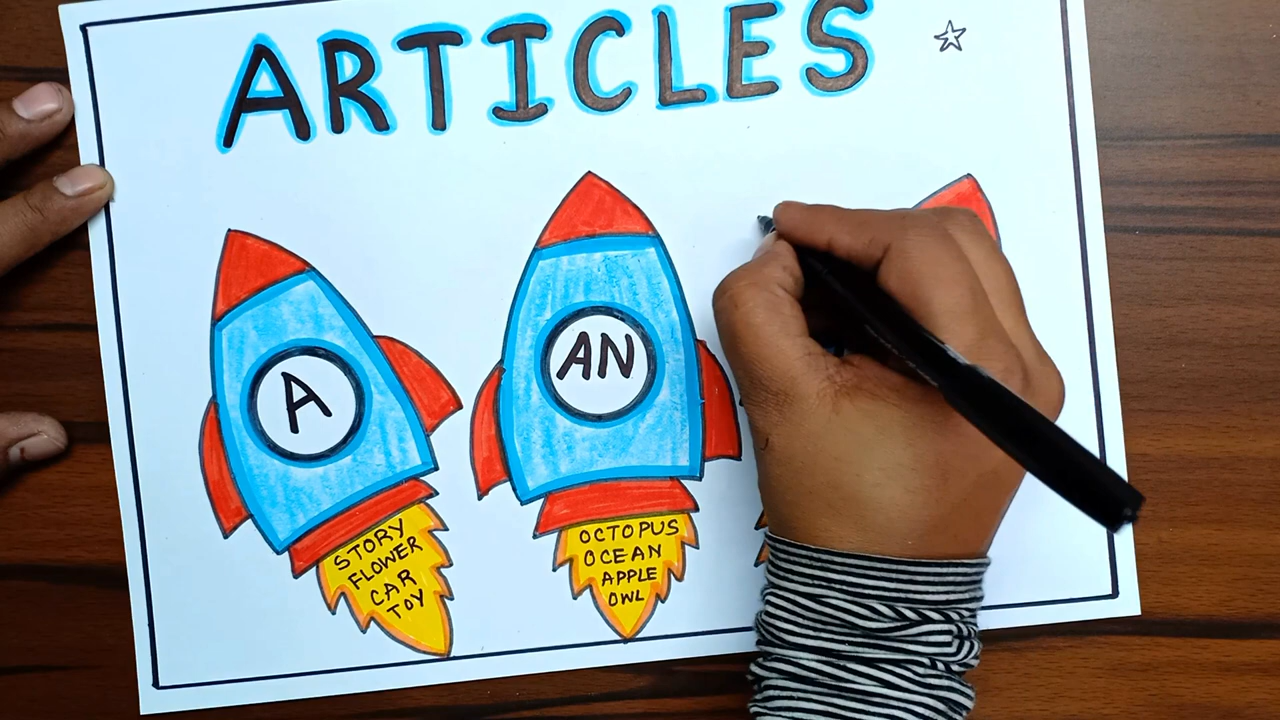 ARTICLES
A
STORY
FLOWER
CAR
TOY
AN
OCTOPUS
OCEAN
APPLE
OWL